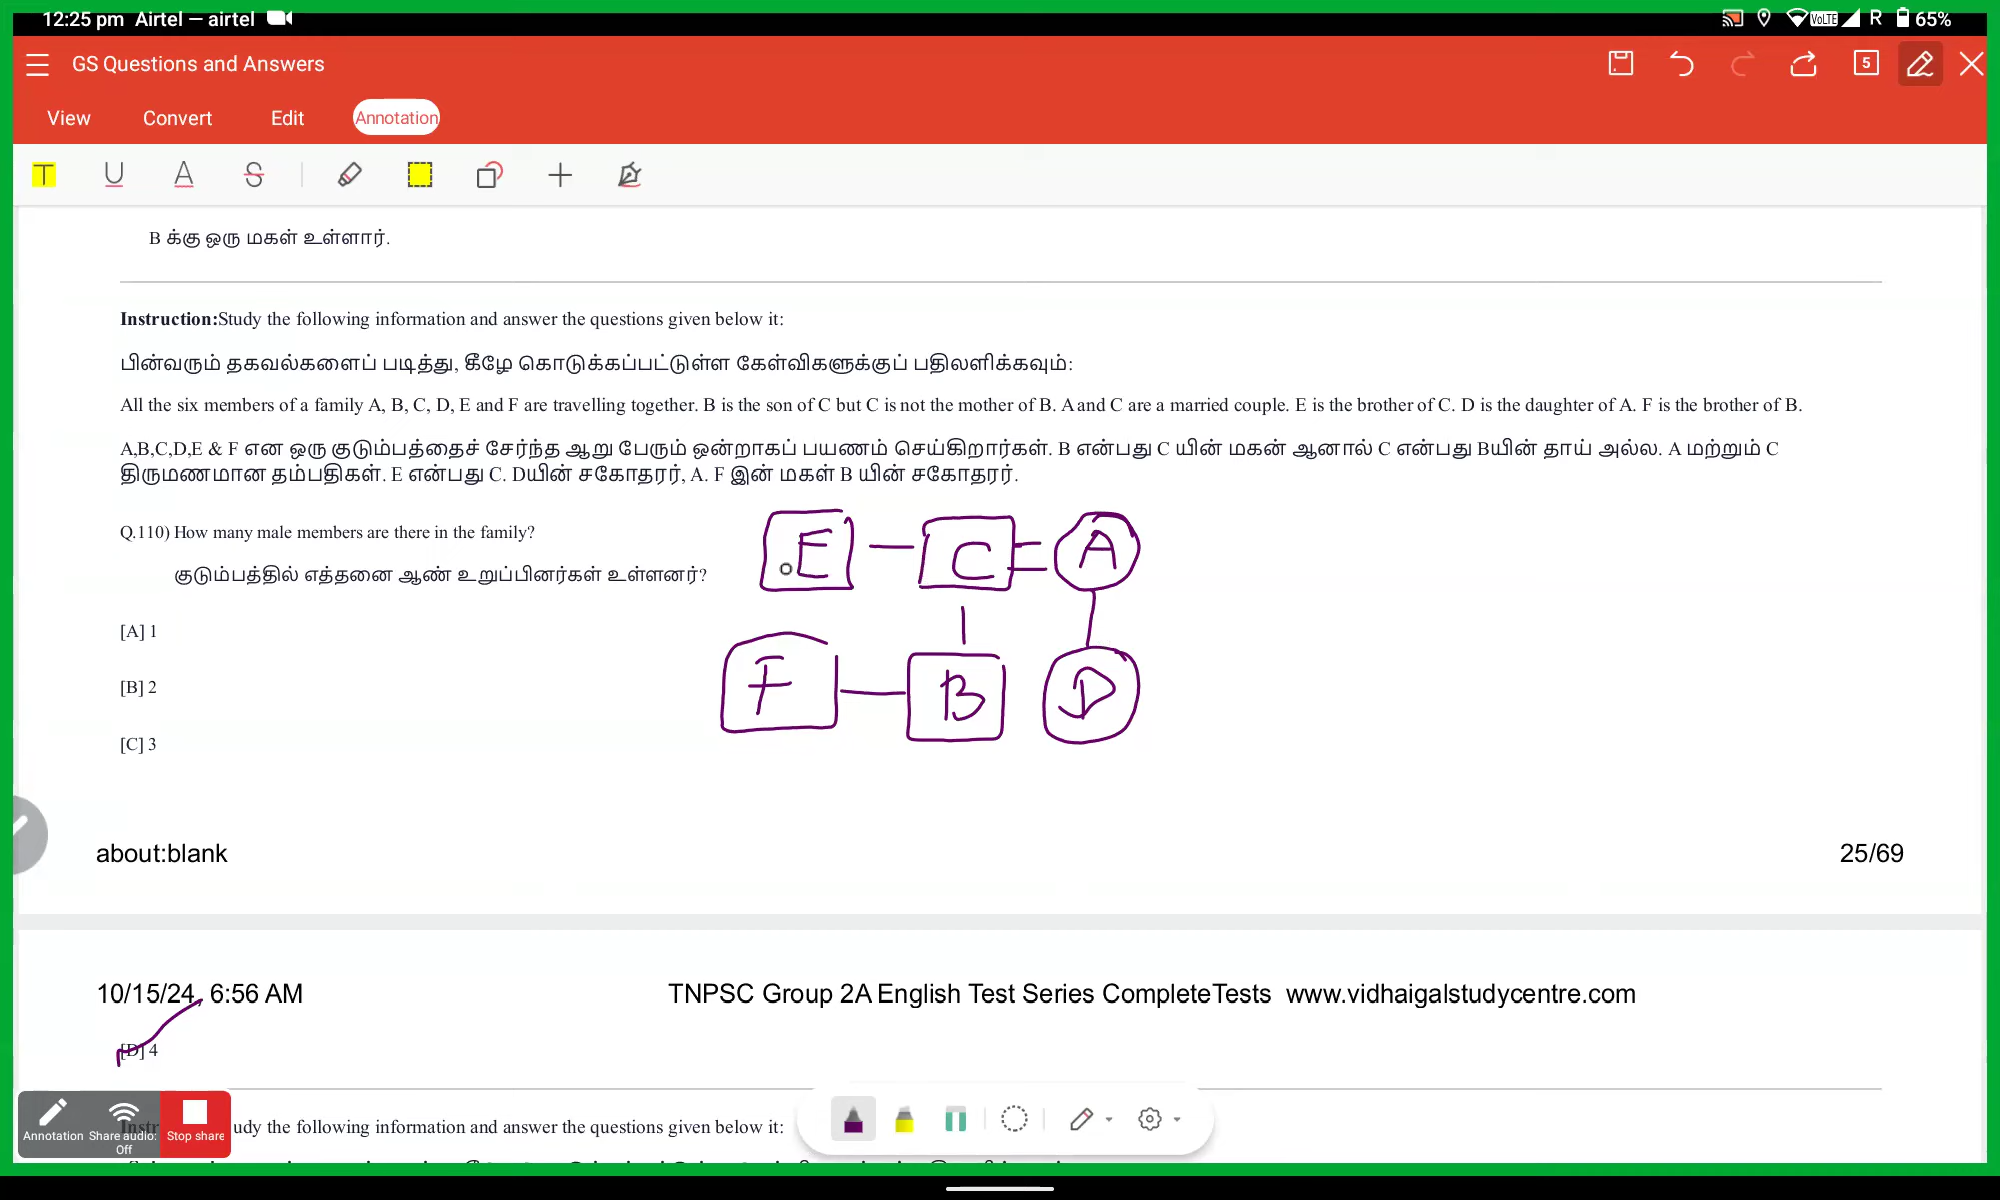 12:25 pm Airtel — airtel
VoLTE R 65%
GS Questions and Answers
5
View Convert Edit Annotation
T U A S
B க்கு ஒரு மகள் உள்ளார்.
Instruction:Study the following information and answer the questions given below it:
பின்வரும் தகவல்களைப் படித்து, கீழே கொடுக்கப்பட்டுள்ள கேள்விகளுக்குப் பதிலளிக்கவும்:
All the six members of a family A, B, C, D, E and F are travelling together. B is the son of C but C is not the mother of B. A and C are a married couple. E is the brother of C. D is the daughter of A. F is the brother of B.
A,B,C,D,E & F என ஒரு குடும்பத்தைச் சேர்ந்த ஆறு பேரும் ஒன்றாகப் பயணம் செய்கிறார்கள். B என்பது C யின் மகன் ஆனால் C என்பது Bயின் தாய் அல்ல. A மற்றும் C
திருமணமான தம்பதிகள். E என்பது C. Dயின் சகோதரர், A. F இன் மகள் B யின் சகோதரர்.
Q.110) How many male members are there in the family?
குடும்பத்தில் எத்தனை ஆண் உறுப்பினர்கள் உள்ளனர்?
E C A
F B D
[A] 1
[B] 2
[C] 3
about:blank 25/69
10/15/24, 6:56 AM TNPSC Group 2A English Test Series CompleteTests www.vidhaigalstudycentre.com
[D] 4
Instr udy the following information and answer the questions given below it:
Annotation Share audio: Off Stop share